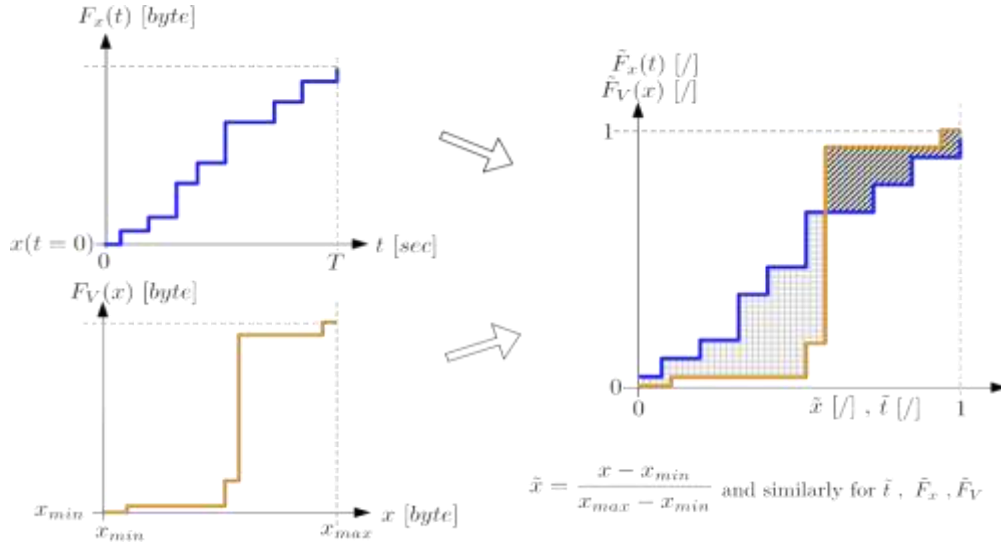 F_x(t) [byte]
x(t = 0)
0
T
t [sec]
F_V(x) [byte]
x_min
x_min
x_max
x [byte]
F̃_x(t) [/]
F̃_V(x) [/]
1
0
0
x̃ [/] , t̃ [/]
1
x̃ = (x − x_min) / (x_max − x_min) and similarly for t̃ , F̃_x , F̃_V